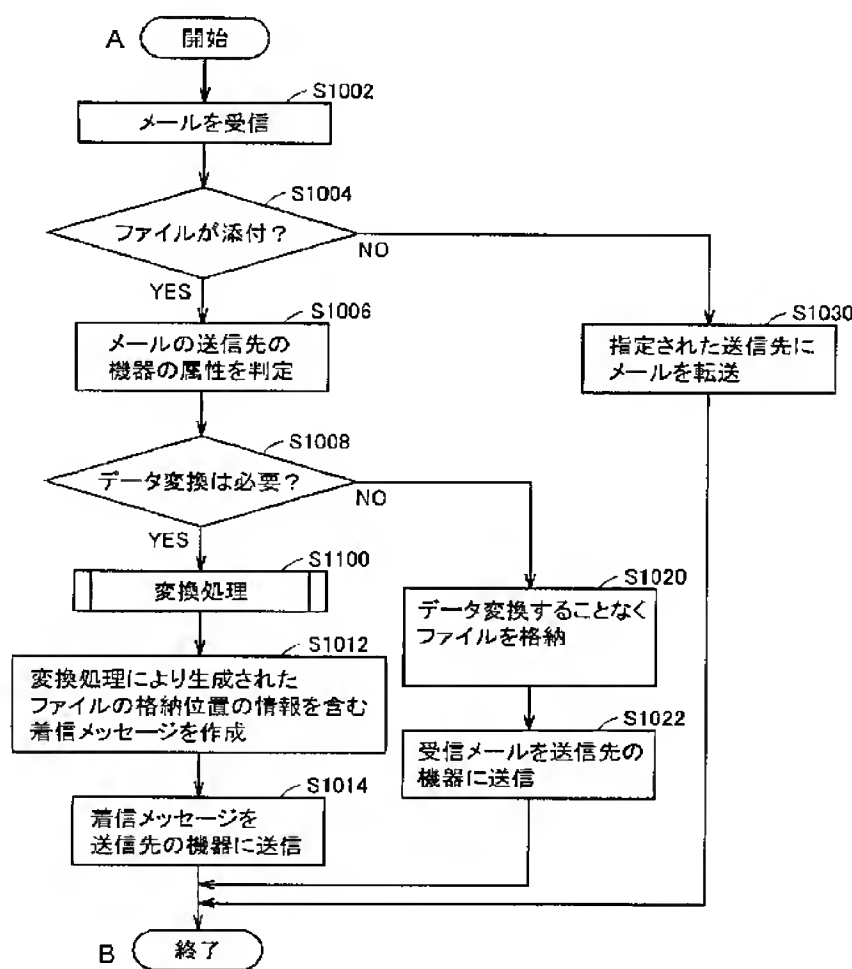 A
開始
S1002
メールを受信
S1004
ファイルが添付？
NO
YES
S1006
メールの送信先の
機器の属性を判定
S1030
指定された送信先に
メールを転送
S1008
データ変換は必要？
NO
YES
S1100
変換処理
S1020
データ変換することなく
ファイルを格納
S1012
変換処理により生成された
ファイルの格納位置の情報を含む
着信メッセージを作成
S1022
受信メールを送信先の
機器に送信
S1014
着信メッセージを
送信先の機器に送信
B
終了